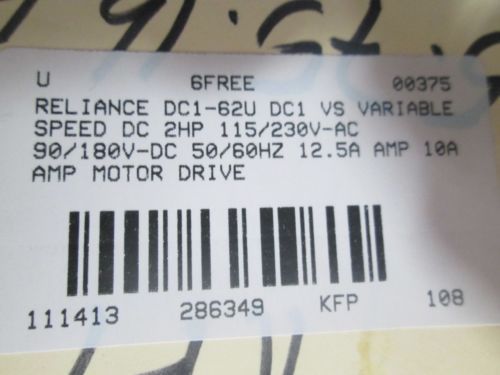 U 6FREE 00375
RELIANCE DC1-62U DC1 VS VARIABLE
SPEED DC 2HP 115/230V-AC
90/180V-DC 50/60HZ 12.5A AMP 10A
AMP MOTOR DRIVE
111413 286349 KFP 108